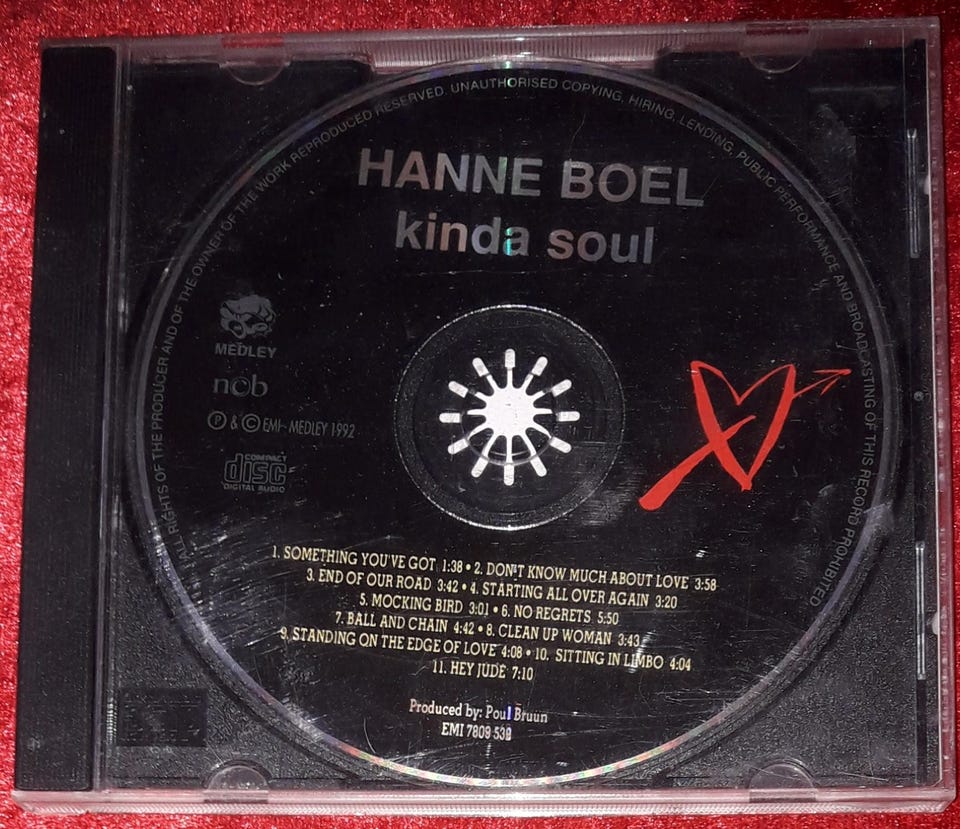 ALL RIGHTS OF THE PRODUCER AND OF THE OWNER OF THE WORK REPRODUCED RESERVED. UNAUTHORISED COPYING, HIRING, LENDING, PUBLIC PERFORMANCE AND BROADCASTING OF THIS RECORD PROHIBITED
HANNE BOEL
kinda soul
MEDLEY
ncb
Ⓟ & © EMI-MEDLEY 1992
COMPACT
disc
DIGITAL AUDIO
1. SOMETHING YOU'VE GOT 1:38 • 2. DON'T KNOW MUCH ABOUT LOVE 3:58
3. END OF OUR ROAD 3:42 • 4. STARTING ALL OVER AGAIN 3:20
5. MOCKING BIRD 3:01 • 6. NO REGRETS 5:50
7. BALL AND CHAIN 4:42 • 8. CLEAN UP WOMAN 3:43
9. STANDING ON THE EDGE OF LOVE 4:08 • 10. SITTING IN LIMBO 4:04
11. HEY JUDE 7:10
Produced by: Poul Bruun
EMI 7809 538